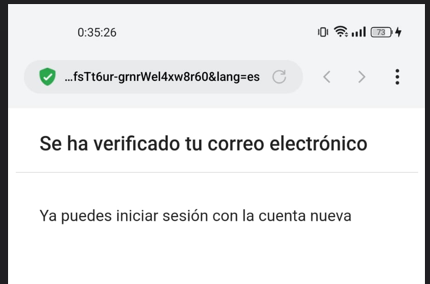 0:35:26
73
...fsTt6ur-grnrWel4xw8r60&lang=es
Se ha verificado tu correo electrónico
Ya puedes iniciar sesión con la cuenta nueva